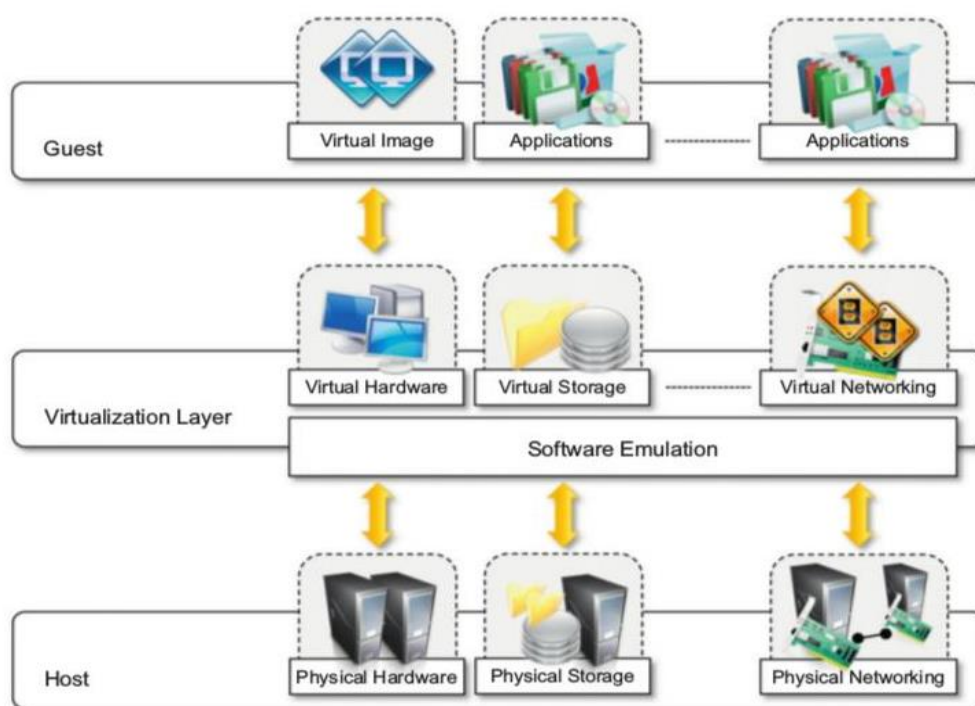 Guest
Virtual Image
Applications
Applications
Virtualization Layer
Virtual Hardware
Virtual Storage
Virtual Networking
Software Emulation
Host
Physical Hardware
Physical Storage
Physical Networking